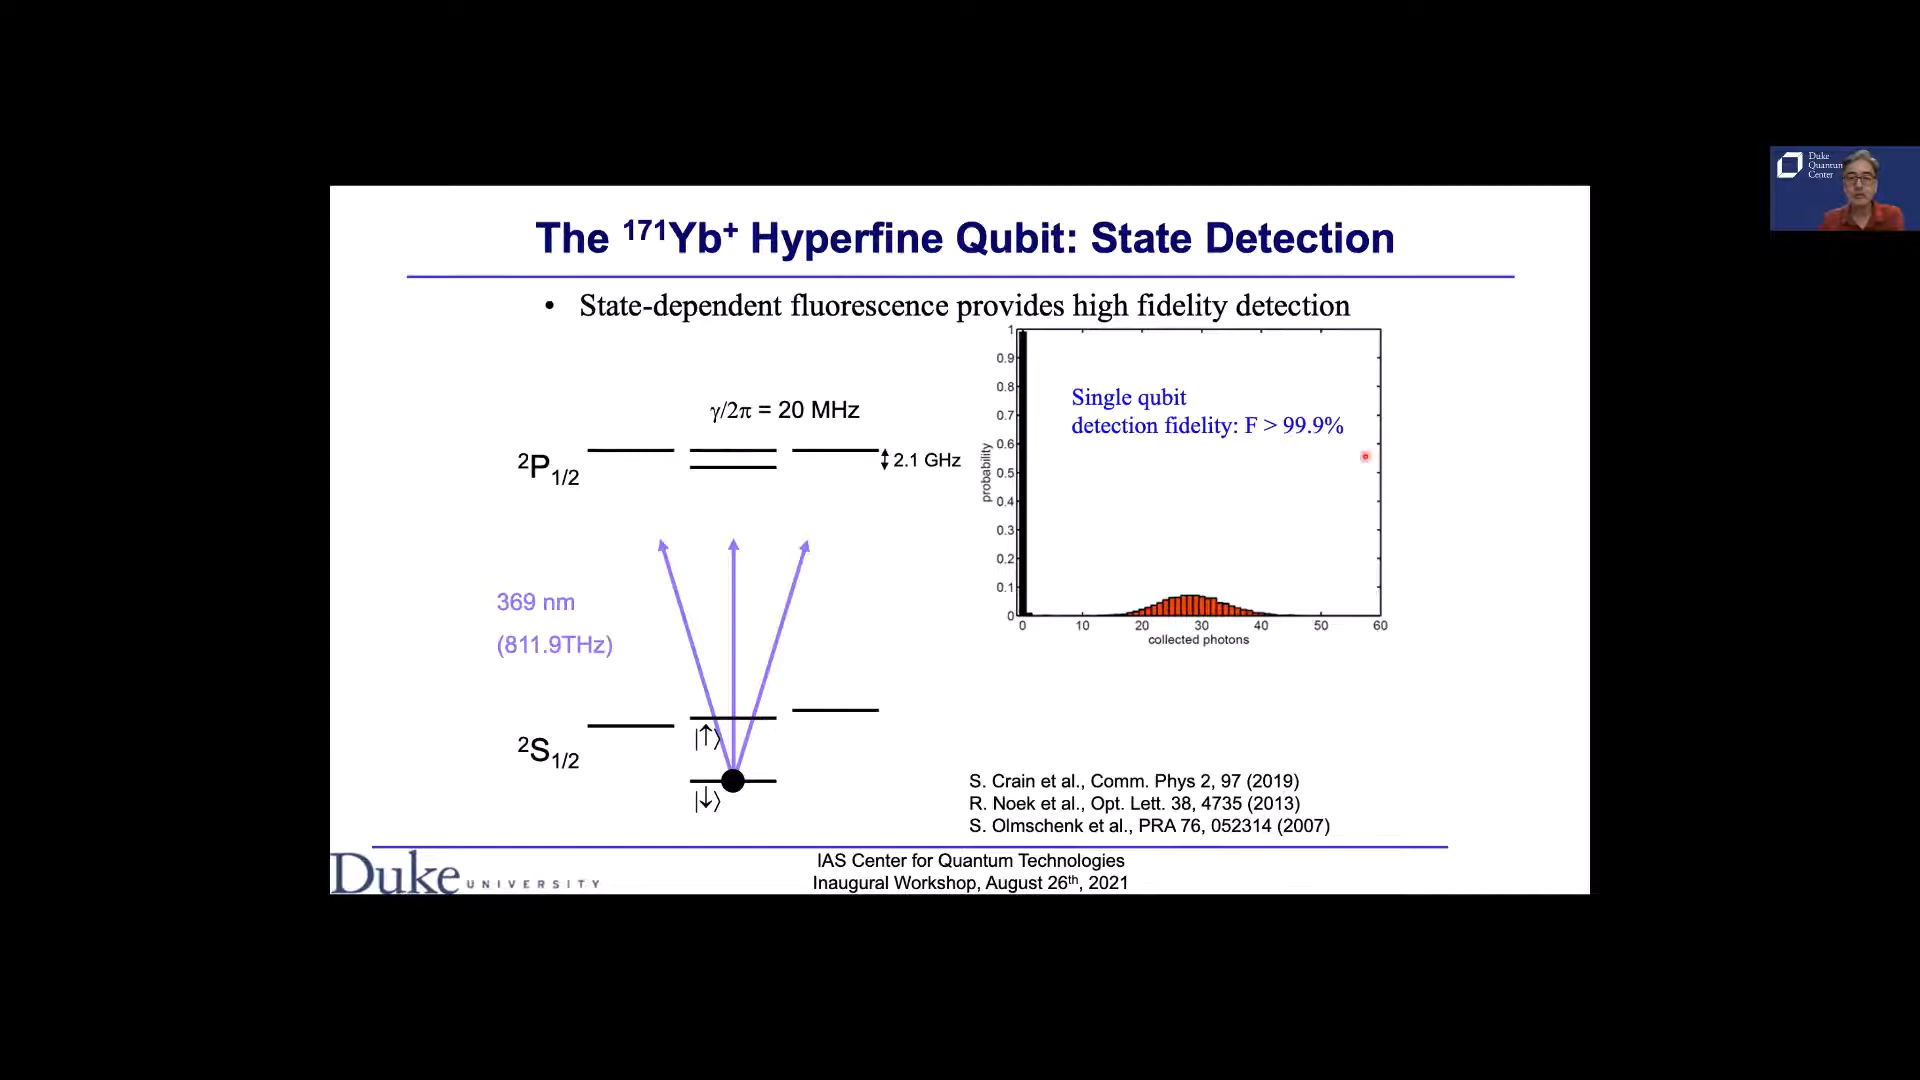 The ¹⁷¹Yb⁺ Hyperfine Qubit: State Detection
• State-dependent fluorescence provides high fidelity detection
γ/2π = 20 MHz
²P₁/₂
2.1 GHz
369 nm
(811.9THz)
²S₁/₂
|↑⟩
|↓⟩
Single qubit
detection fidelity: F > 99.9%
probability
1
0.9
0.8
0.7
0.6
0.5
0.4
0.3
0.2
0.1
0
0 10 20 30 40 50 60
collected photons
S. Crain et al., Comm. Phys 2, 97 (2019)
R. Noek et al., Opt. Lett. 38, 4735 (2013)
S. Olmschenk et al., PRA 76, 052314 (2007)
Duke UNIVERSITY
IAS Center for Quantum Technologies
Inaugural Workshop, August 26ᵗʰ, 2021
Duke
Quantum
Center